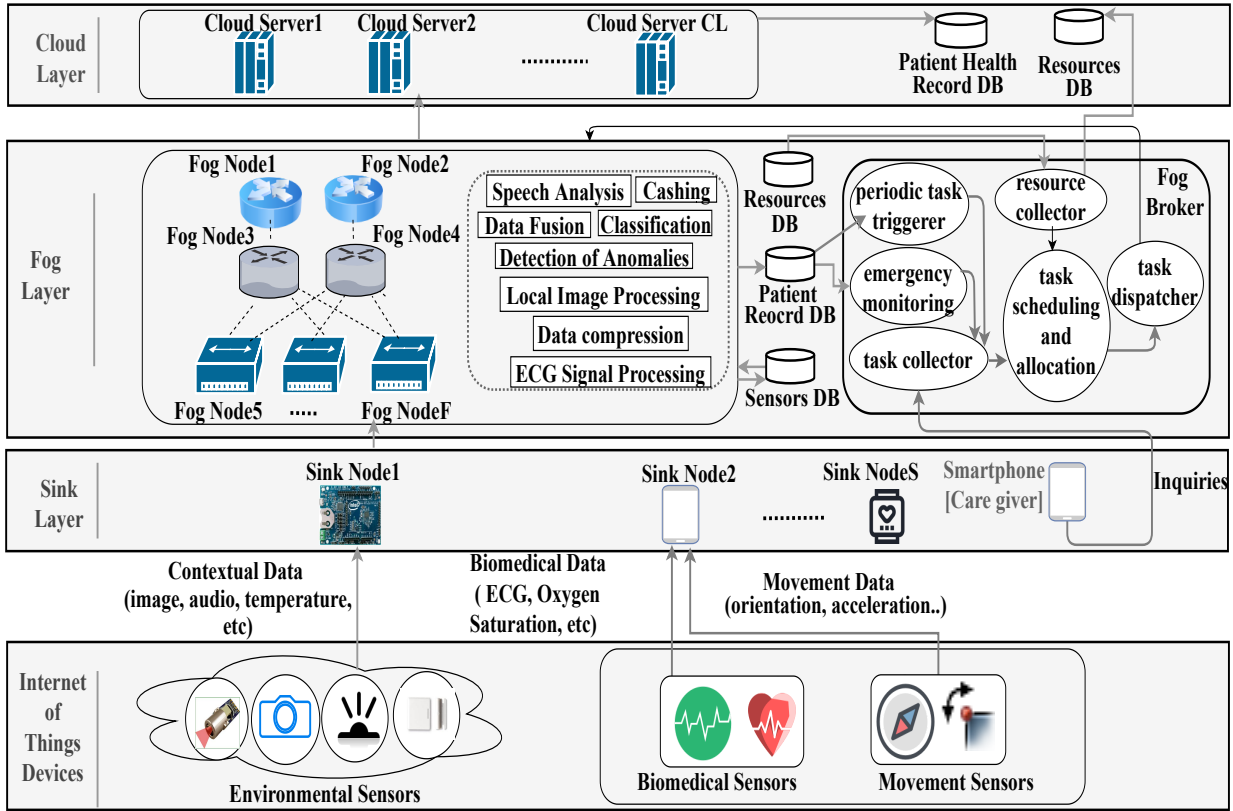 Cloud
Layer
Cloud Server1
Cloud Server2
Cloud Server CL
Patient Health
Record DB
Resources
DB
Fog
Layer
Fog Node1
Fog Node2
Fog Node3
Fog Node4
Fog Node5
.....
Fog NodeF
Speech Analysis
Cashing
Data Fusion
Classification
Detection of Anomalies
Local Image Processing
Data compression
ECG Signal Processing
Resources
DB
Patient
Reocrd DB
Sensors DB
periodic task
triggerer
emergency
monitoring
task collector
resource
collector
task
scheduling
and
allocation
Fog
Broker
task
dispatcher
Sink
Layer
Sink Node1
Sink Node2
Sink NodeS
Smartphone
[Care giver]
Inquiries
Contextual Data
(image, audio, temperature,
etc)
Biomedical Data
( ECG, Oxygen
Saturation, etc)
Movement Data
(orientation, acceleration..)
Internet
of
Things
Devices
Environmental Sensors
Biomedical Sensors
Movement Sensors